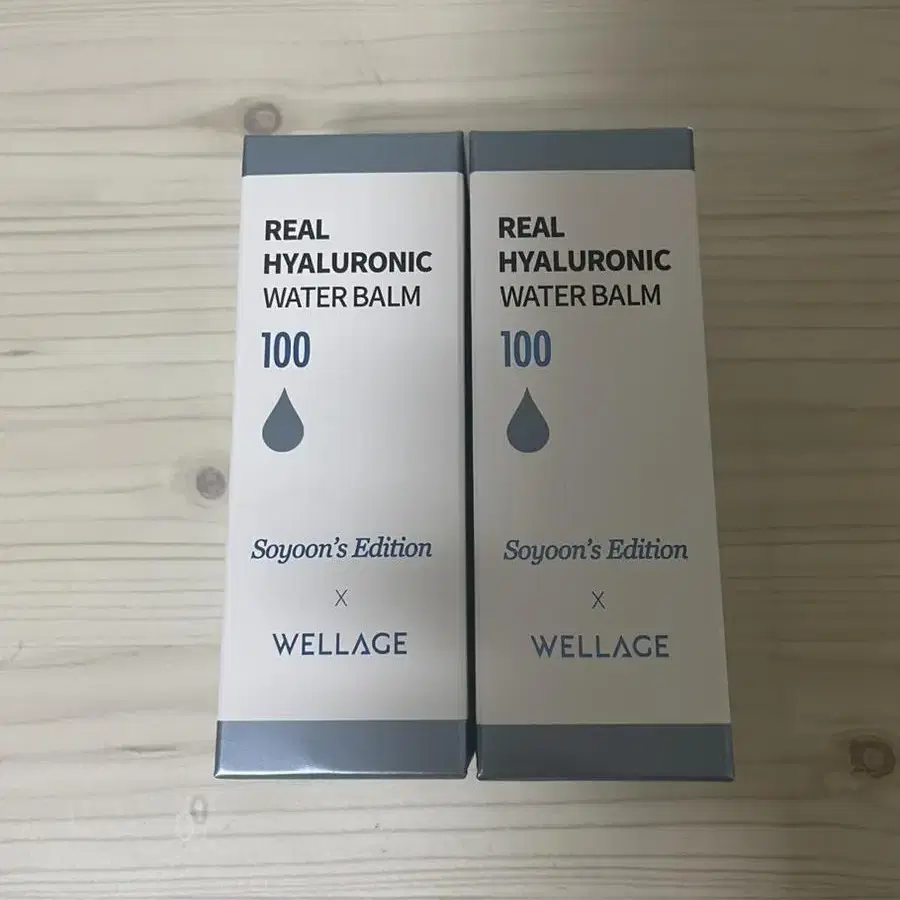 REAL
HYALURONIC
WATER BALM
100
Soyoon's Edition
X
WELLAGE
REAL
HYALURONIC
WATER BALM
100
Soyoon's Edition
X
WELLAGE